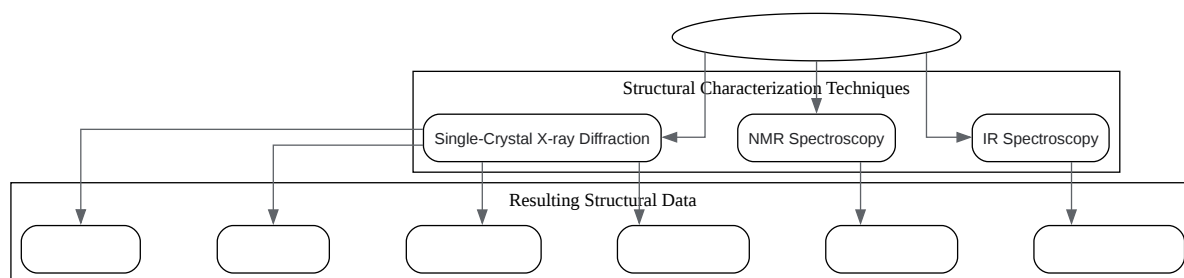 Structural Characterization Techniques
Single-Crystal X-ray Diffraction
NMR Spectroscopy
IR Spectroscopy
Resulting Structural Data